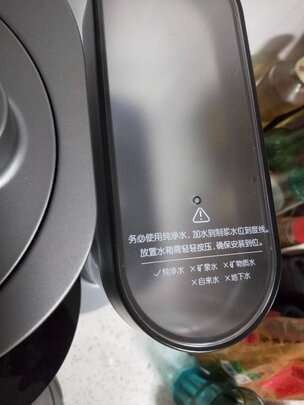 务必使用纯净水，加水到制浆水位刻度线。
放置水箱需轻轻按压，确保安装到位。
✓纯净水 ×矿泉水 ×矿物质水
×自来水 ×地下水